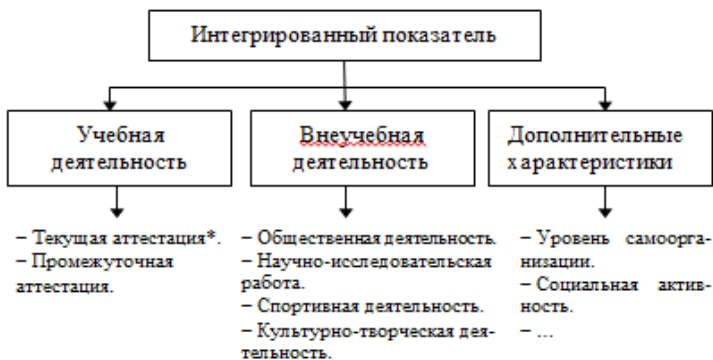 Интегрированный показатель
Учебная
деятельность
Внеучебная
деятельность
Дополнительные
характеристики
– Текущая аттестация*.
– Промежуточная
аттестация.
– Общественная деятельность.
– Научно-исследовательская
работа.
– Спортивная деятельность.
– Культурно-творческая дея-
тельность.
– Уровень самоорга-
низации.
– Социальная актив-
ность.
– ...